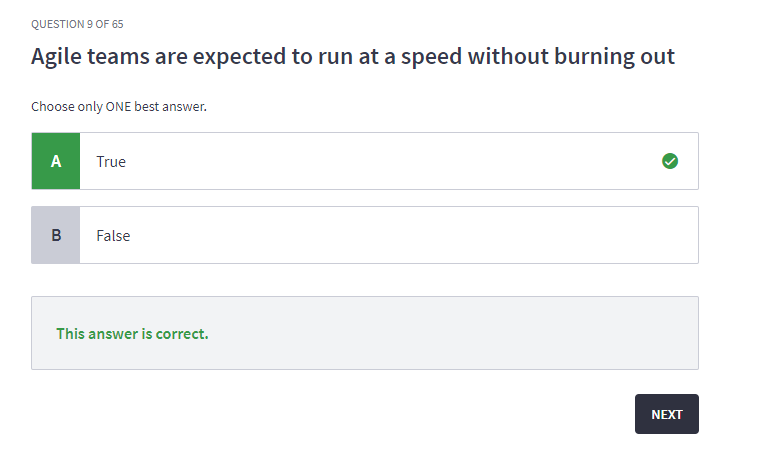 QUESTION 9 OF 65
Agile teams are expected to run at a speed without burning out
Choose only ONE best answer.
A
True
B
False
This answer is correct.
NEXT